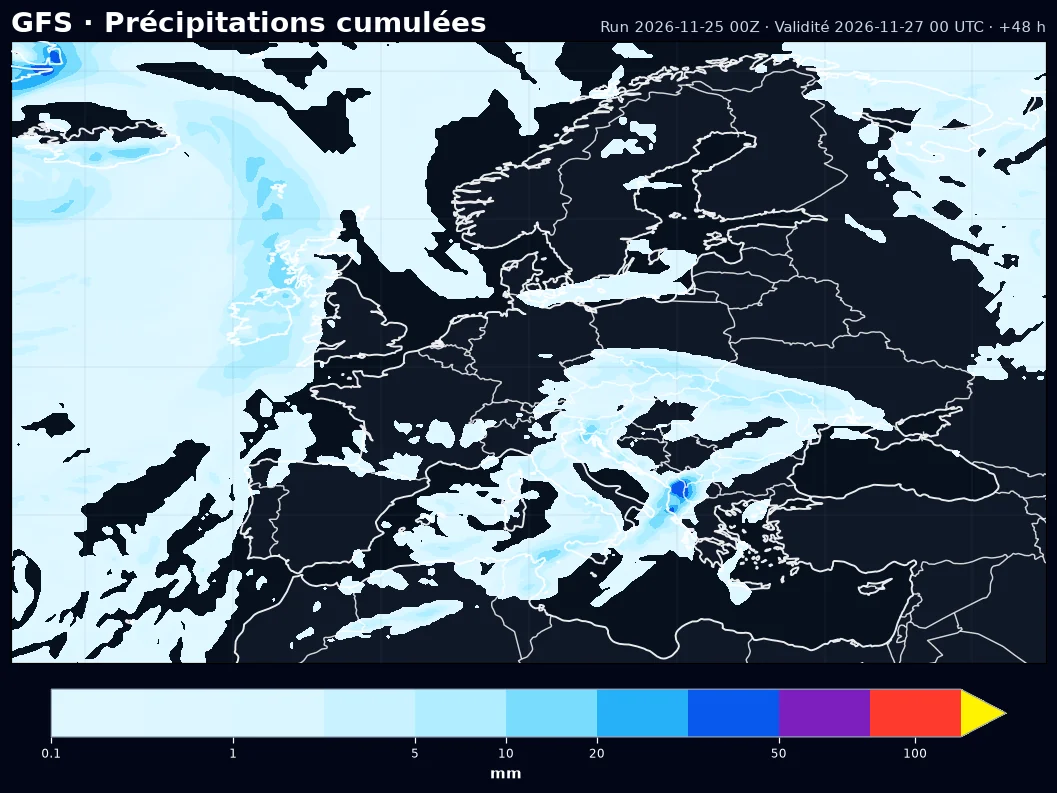 GFS · Précipitations cumulées
Run 2026-11-25 00Z · Validité 2026-11-27 00 UTC · +48 h
0.1 1 5 10 20 50 100
mm